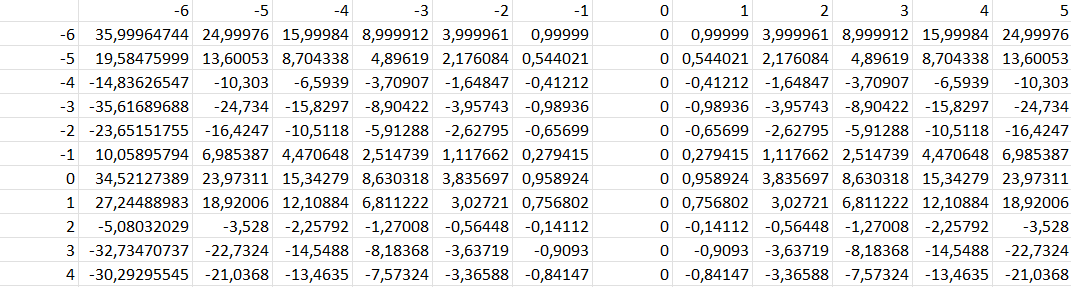 -6 -5 -4 -3 -2 -1 0 1 2 3 4 5
-6 35,99964744 24,99976 15,99984 8,999912 3,999961 0,99999 0 0,99999 3,999961 8,999912 15,99984 24,99976
-5 19,58475999 13,60053 8,704338 4,89619 2,176084 0,544021 0 0,544021 2,176084 4,89619 8,704338 13,60053
-4 -14,83626547 -10,303 -6,5939 -3,70907 -1,64847 -0,41212 0 -0,41212 -1,64847 -3,70907 -6,5939 -10,303
-3 -35,61689688 -24,734 -15,8297 -8,90422 -3,95743 -0,98936 0 -0,98936 -3,95743 -8,90422 -15,8297 -24,734
-2 -23,65151755 -16,4247 -10,5118 -5,91288 -2,62795 -0,65699 0 -0,65699 -2,62795 -5,91288 -10,5118 -16,4247
-1 10,05895794 6,985387 4,470648 2,514739 1,117662 0,279415 0 0,279415 1,117662 2,514739 4,470648 6,985387
0 34,52127389 23,97311 15,34279 8,630318 3,835697 0,958924 0 0,958924 3,835697 8,630318 15,34279 23,97311
1 27,24488983 18,92006 12,10884 6,811222 3,02721 0,756802 0 0,756802 3,02721 6,811222 12,10884 18,92006
2 -5,08032029 -3,528 -2,25792 -1,27008 -0,56448 -0,14112 0 -0,14112 -0,56448 -1,27008 -2,25792 -3,528
3 -32,73470737 -22,7324 -14,5488 -8,18368 -3,63719 -0,9093 0 -0,9093 -3,63719 -8,18368 -14,5488 -22,7324
4 -30,29295545 -21,0368 -13,4635 -7,57324 -3,36588 -0,84147 0 -0,84147 -3,36588 -7,57324 -13,4635 -21,0368